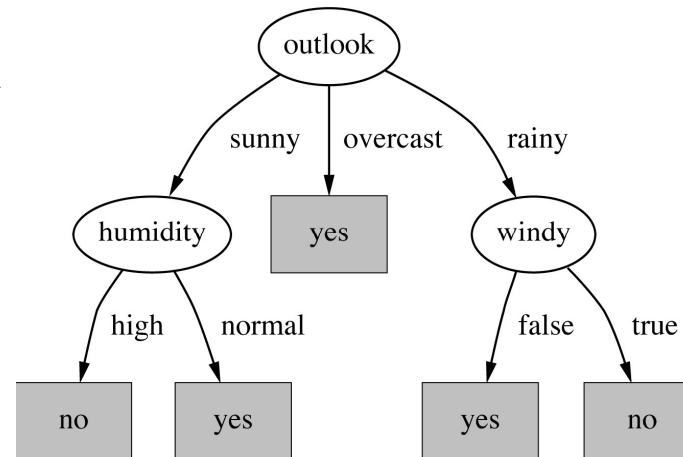 outlook
sunny overcast rainy
humidity yes windy
high normal false true
no yes yes no